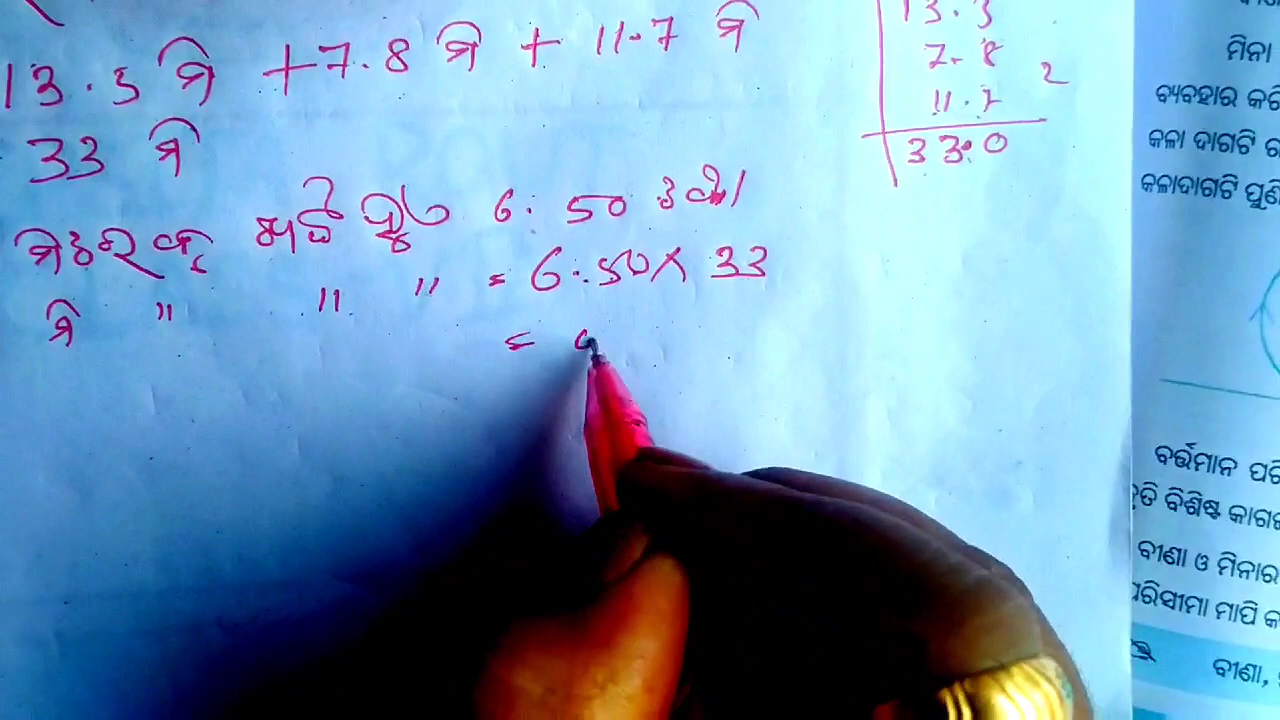 13.5 ମି +7.8 ମି + 11.7 ମି
33 ମି
ମିଟରକୁ ଖର୍ଚ୍ଚ ହୁଏ 6.50 ଟଙ୍କା
ମି " " " = 6.50 x 33
=
13.5
7.8
11.7 2
33.0
ମିନା
ବ୍ୟବହାର କରି
କଳା ଦାଗଟି
କଳାଦାଗଟି ପୁଣି
ବର୍ତ୍ତମାନ ପରି
ବିଶିଷ୍ଟ କାଗଜ
ବୀଣା ଓ ମିନାର
ପରିସୀମା ମାପି
ବୀଣା,